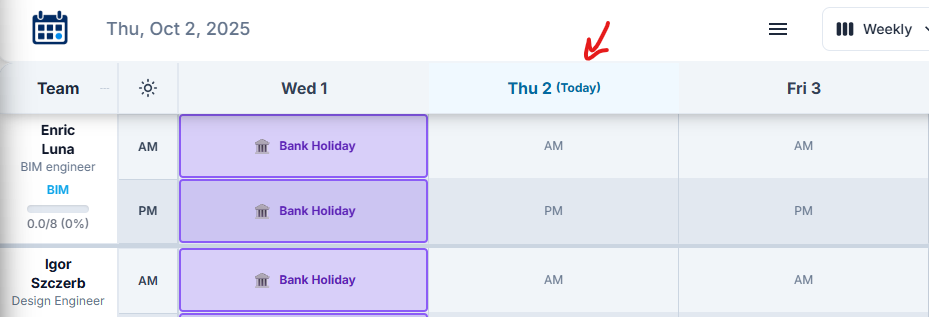 Thu, Oct 2, 2025
Weekly
Team
Wed 1
Thu 2 (Today)
Fri 3
Enric
Luna
BIM engineer
BIM
0.0/8 (0%)
AM
Bank Holiday
AM
AM
PM
Bank Holiday
PM
PM
Igor
Szczerb
Design Engineer
AM
Bank Holiday
AM
AM